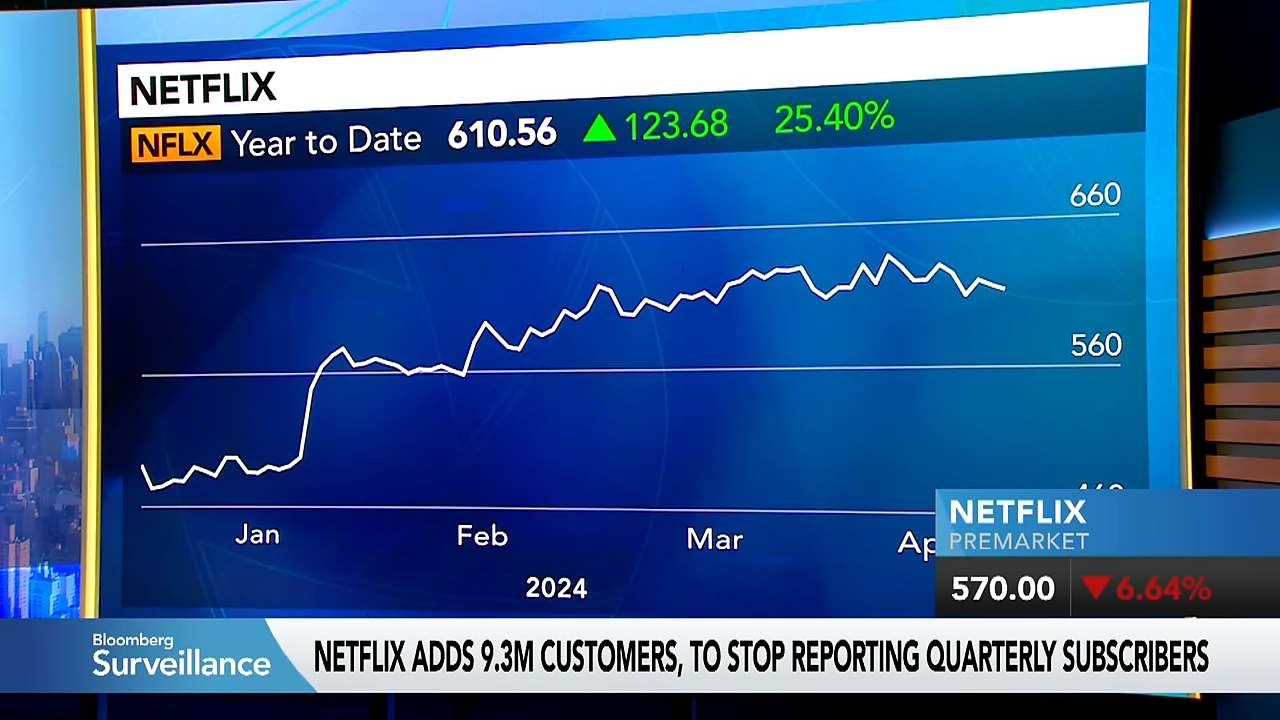 NETFLIX
NFLX Year to Date 610.56 ▲ 123.68 25.40%
660
560
Jan Feb Mar
2024
NETFLIX
PREMARKET
570.00 ▼ 6.64%
Bloomberg
Surveillance
NETFLIX ADDS 9.3M CUSTOMERS, TO STOP REPORTING QUARTERLY SUBSCRIBERS